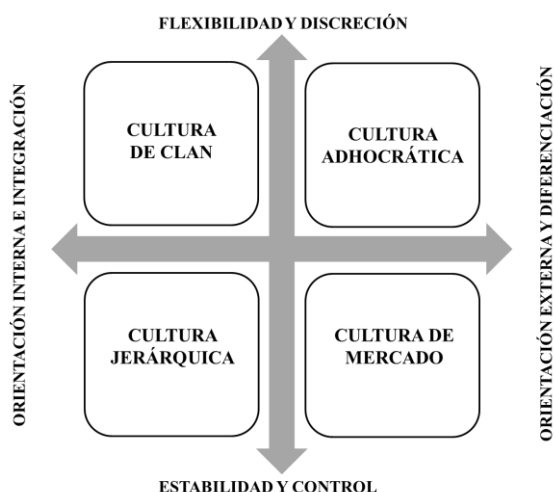 FLEXIBILIDAD Y DISCRECIÓN
ORIENTACIÓN INTERNA E INTEGRACIÓN
CULTURA
DE CLAN
CULTURA
ADHOCRÁTICA
ORIENTACIÓN EXTERNA Y DIFERENCIACIÓN
CULTURA
JERÁRQUICA
CULTURA DE
MERCADO
ESTABILIDAD Y CONTROL